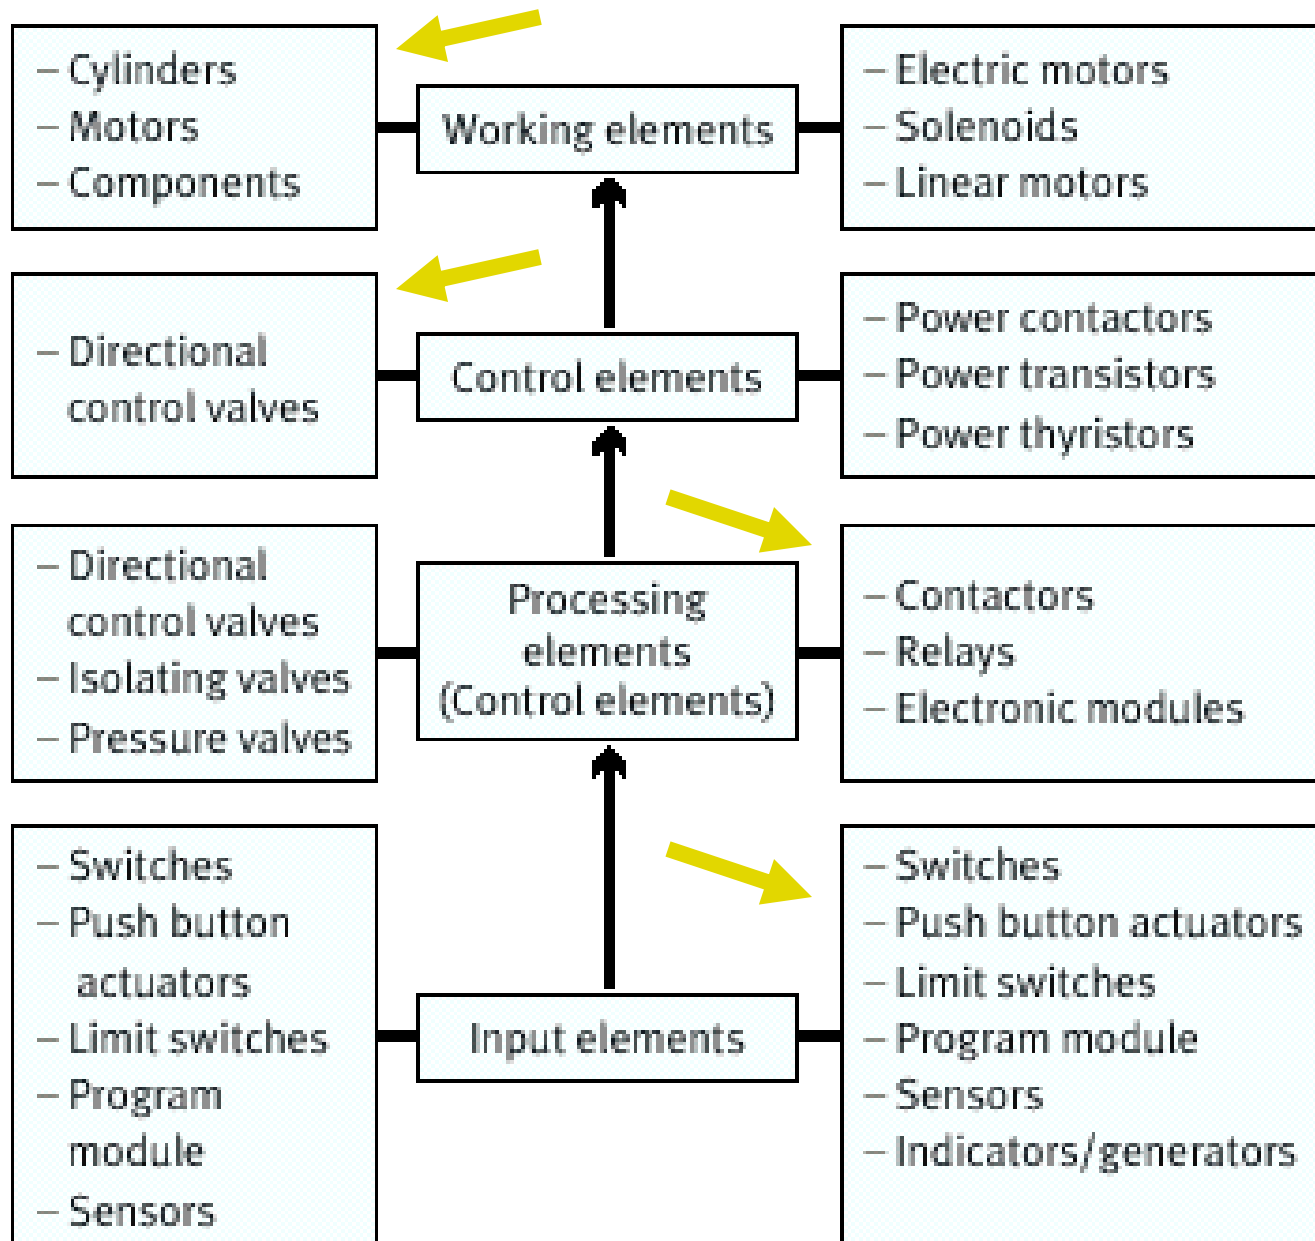 – Cylinders
– Motors
– Components
Working elements
– Electric motors
– Solenoids
– Linear motors
– Directional
control valves
Control elements
– Power contactors
– Power transistors
– Power thyristors
– Directional
control valves
– Isolating valves
– Pressure valves
Processing
elements
(Control elements)
– Contactors
– Relays
– Electronic modules
– Switches
– Push button
actuators
– Limit switches
– Program
module
– Sensors
Input elements
– Switches
– Push button actuators
– Limit switches
– Program module
– Sensors
– Indicators/generators